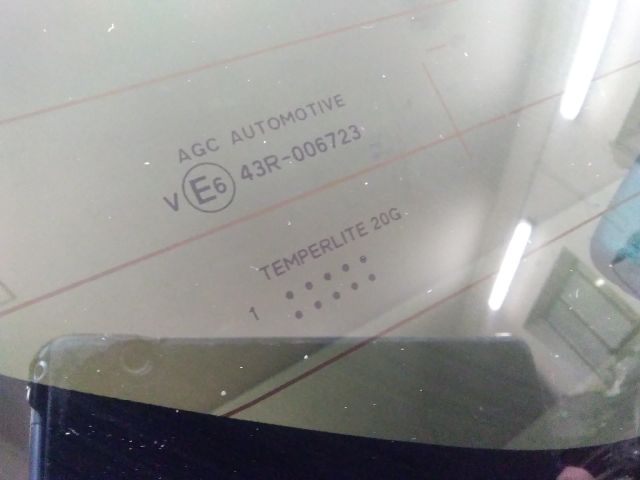 AGC AUTOMOTIVE
V E6 43R-006723
TEMPERLITE 20G
1